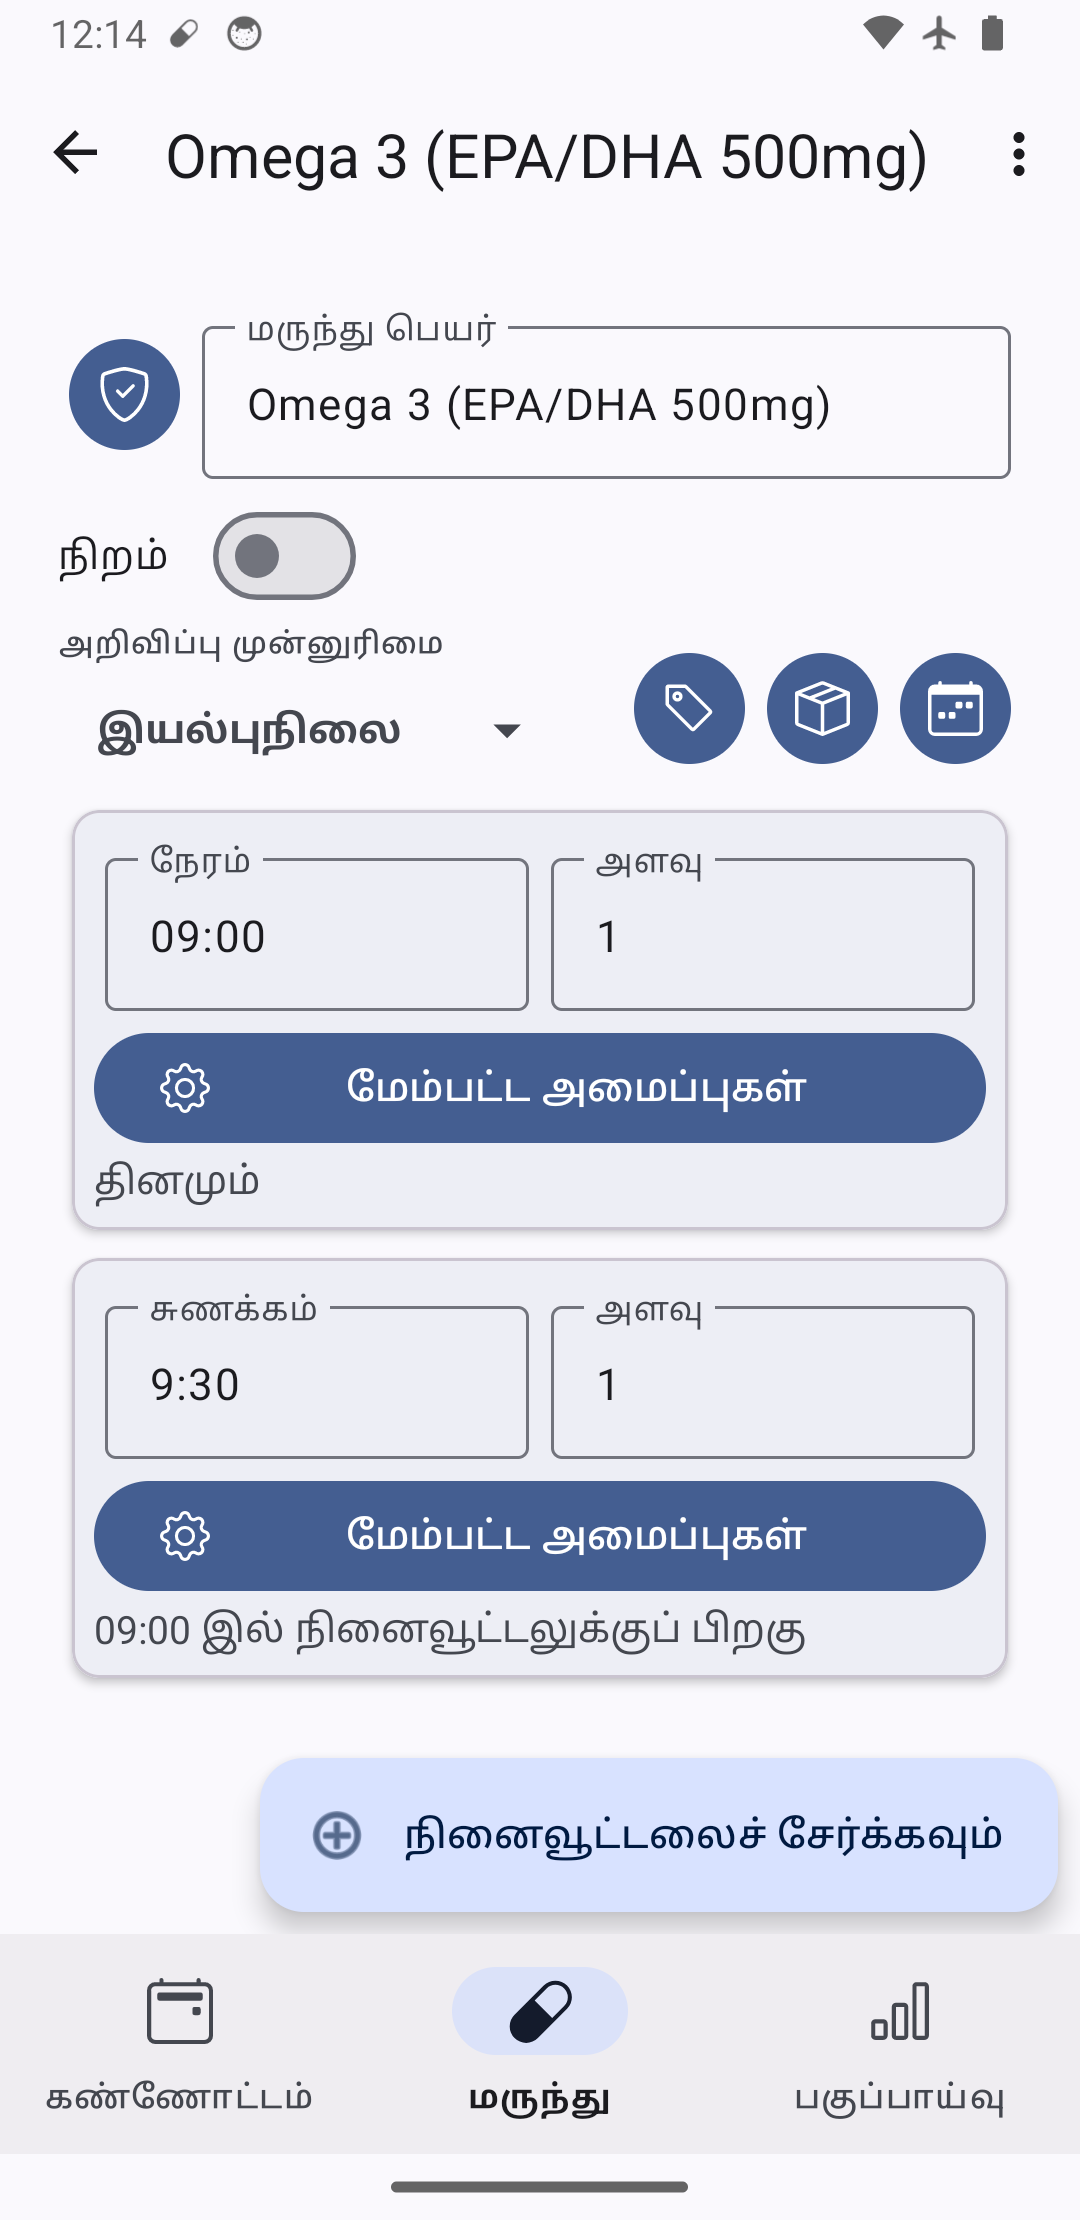 12:14
Omega 3 (EPA/DHA 500mg)
மருந்து பெயர்
Omega 3 (EPA/DHA 500mg)
நிறம்
அறிவிப்பு முன்னுரிமை
இயல்புநிலை
நேரம்
அளவு
09:00
1
மேம்பட்ட அமைப்புகள்
தினமும்
சுணக்கம்
அளவு
9:30
1
மேம்பட்ட அமைப்புகள்
09:00 இல் நினைவூட்டலுக்குப் பிறகு
நினைவூட்டலைச் சேர்க்கவும்
கண்ணோட்டம்
மருந்து
பகுப்பாய்வு